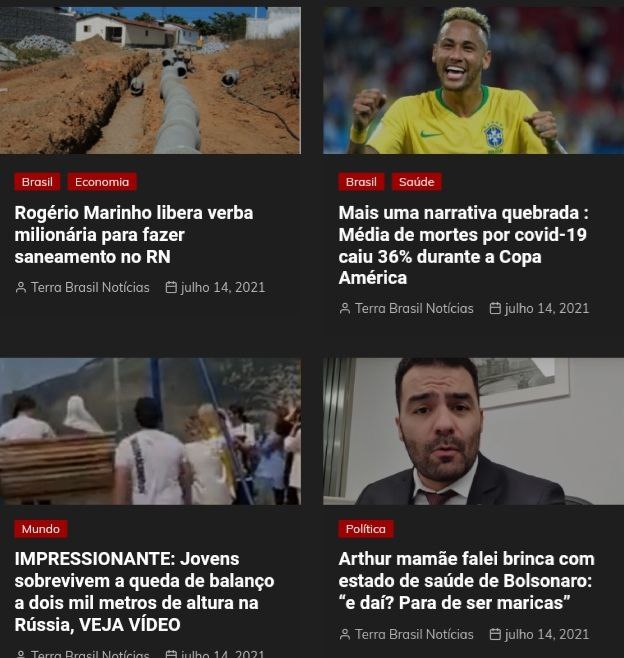 Brasil Economia
Rogério Marinho libera verba
milionária para fazer
saneamento no RN
Terra Brasil Notícias julho 14, 2021
Brasil Saúde
Mais uma narrativa quebrada :
Média de mortes por covid-19
caiu 36% durante a Copa
América
Terra Brasil Notícias julho 14, 2021
Mundo
IMPRESSIONANTE: Jovens
sobrevivem a queda de balanço
a dois mil metros de altura na
Rússia, VEJA VÍDEO
Terra Brasil Notícias julho 14, 2021
Política
Arthur mamãe falei brinca com
estado de saúde de Bolsonaro:
“e daí? Para de ser maricas”
Terra Brasil Notícias julho 14, 2021